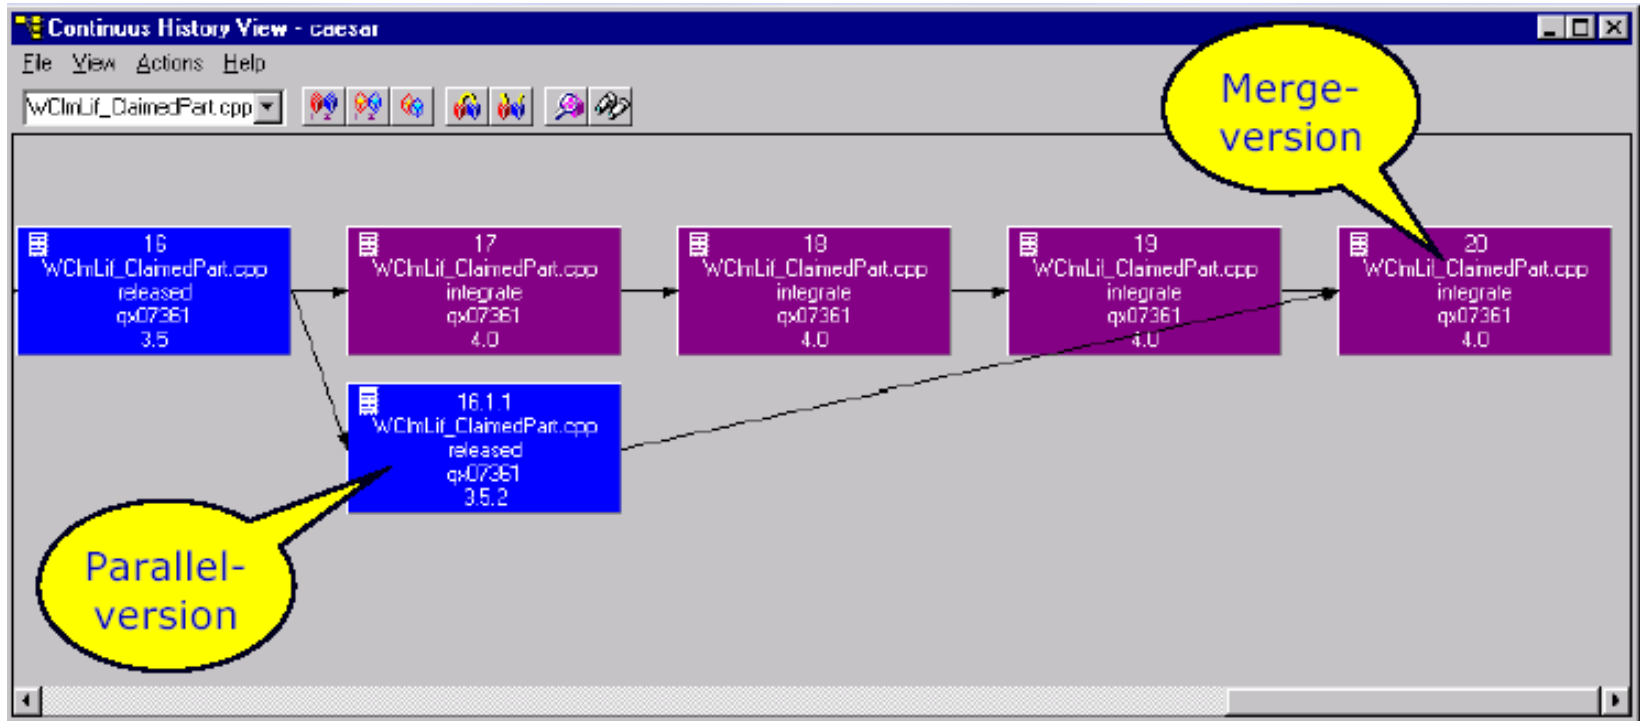 Continuus History View - caesar
File View Actions Help
WClmLif_ClaimedPart.cpp
Merge-
version
16
WClmLif_ClaimedPart.cpp
released
qx07361
3.5
17
WClmLif_ClaimedPart.cpp
integrate
qx07361
4.0
18
WClmLif_ClaimedPart.cpp
integrate
qx07361
4.0
19
WClmLif_ClaimedPart.cpp
integrate
qx07361
4.0
20
WClmLif_ClaimedPart.cpp
integrate
qx07361
4.0
16.1.1
WClmLif_ClaimedPart.cpp
released
qx07361
3.5.2
Parallel-
version